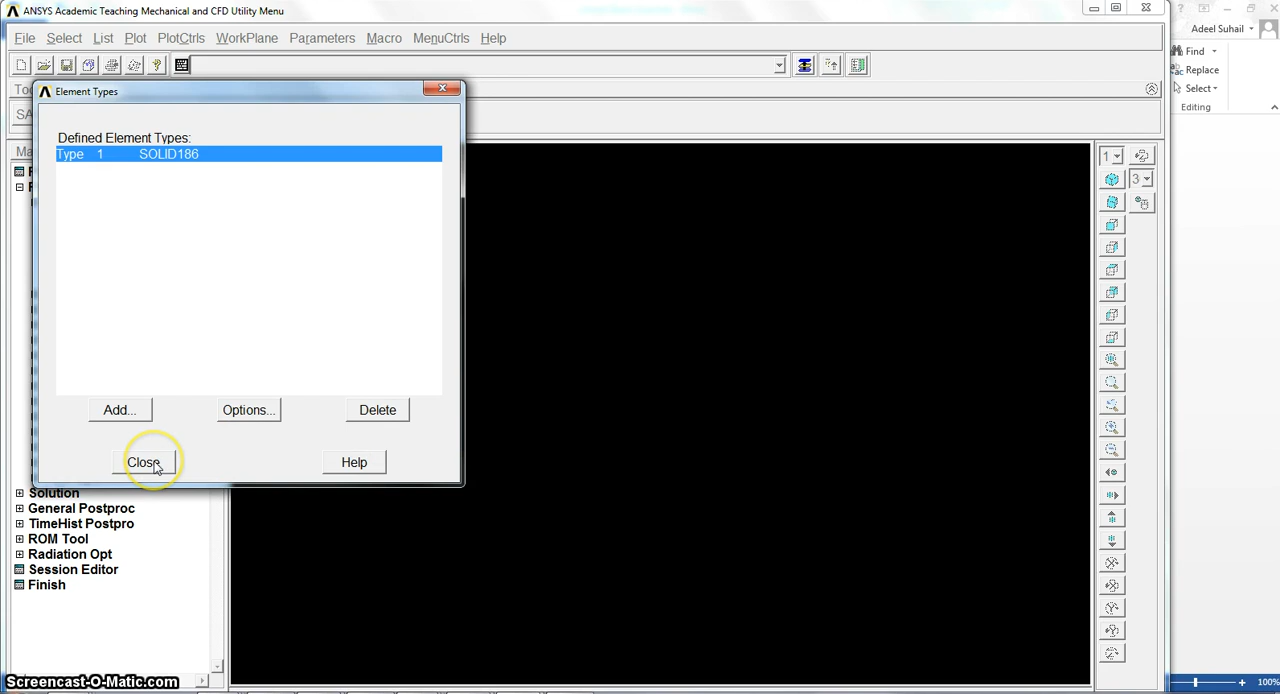 ANSYS Academic Teaching Mechanical and CFD Utility Menu
Adeel Suhail
File Select List Plot PlotCtrls WorkPlane Parameters Macro MenuCtrls Help
Find
Replace
Select
Editing
Element Types
Defined Element Types:
Type 1 SOLID186
Add... Options... Delete
Close Help
1
3
Solution
General Postproc
TimeHist Postpro
ROM Tool
Radiation Opt
Session Editor
Finish
Screencast-O-Matic.com
100%